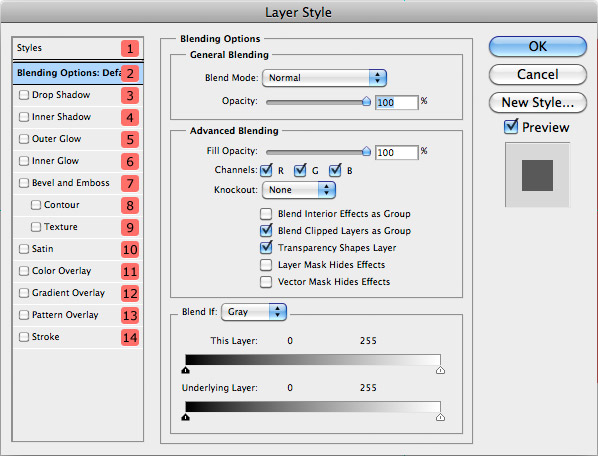 Layer Style
Styles 1
Blending Options: Defa 2
Drop Shadow 3
Inner Shadow 4
Outer Glow 5
Inner Glow 6
Bevel and Emboss 7
Contour 8
Texture 9
Satin 10
Color Overlay 11
Gradient Overlay 12
Pattern Overlay 13
Stroke 14
Blending Options
General Blending
Blend Mode: Normal
Opacity: 100 %
Advanced Blending
Fill Opacity: 100 %
Channels: R G B
Knockout: None
Blend Interior Effects as Group
Blend Clipped Layers as Group
Transparency Shapes Layer
Layer Mask Hides Effects
Vector Mask Hides Effects
Blend If: Gray
This Layer: 0 255
Underlying Layer: 0 255
OK
Cancel
New Style...
Preview